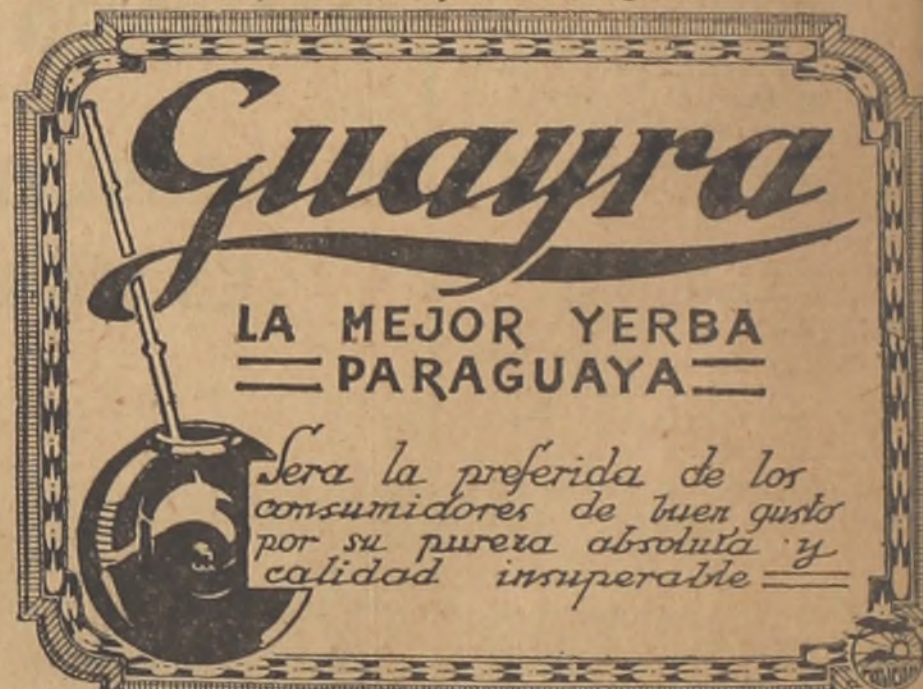 Guayra
LA MEJOR YERBA
PARAGUAYA
Sera la preferida de los
consumidores de buen gusto
por su pureza absoluta y
calidad insuperable